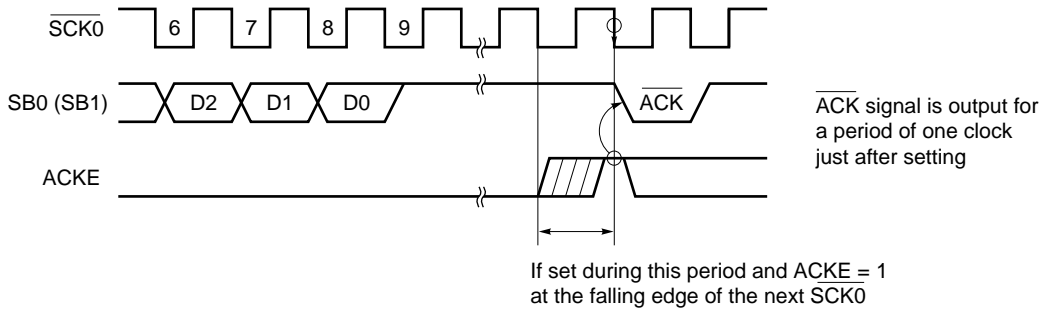 SCK0 6 7 8 9
SB0 (SB1) D2 D1 D0 ACK
ACKE
ACK signal is output for
a period of one clock
just after setting
If set during this period and ACKE = 1
at the falling edge of the next SCK0